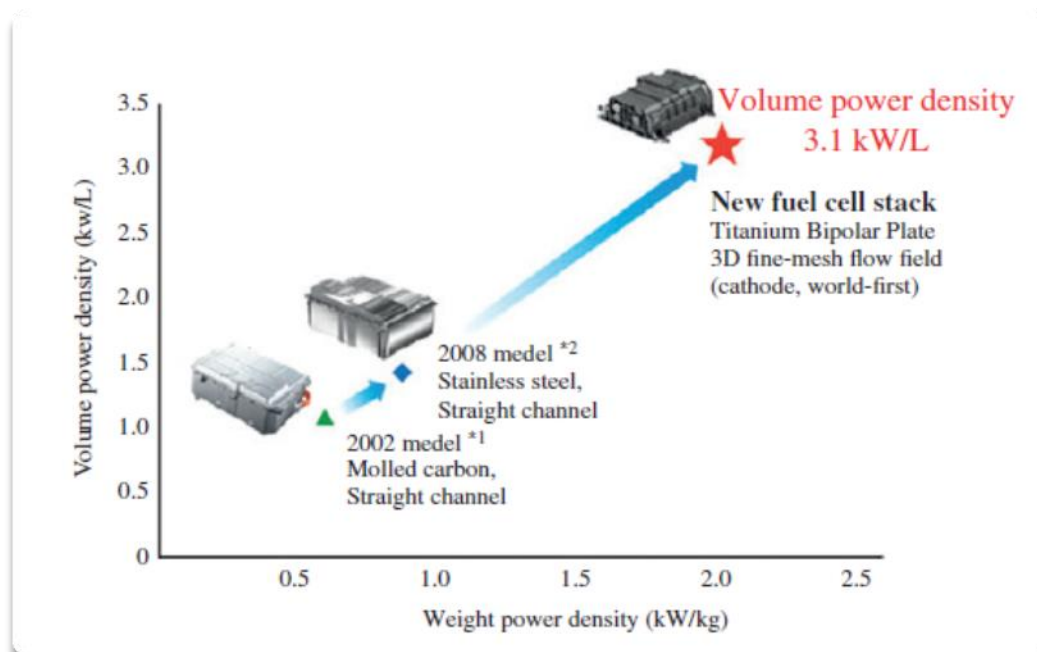 Volume power density
3.1 kW/L
New fuel cell stack
Titanium Bipolar Plate
3D fine-mesh flow field
(cathode, world-first)
2008 medel *2
Stainless steel,
Straight channel
2002 medel *1
Molled carbon,
Straight channel
Volume power density (kw/L)
3.5
3.0
2.5
2.0
1.5
1.0
0.5
0
0.5 1.0 1.5 2.0 2.5
Weight power density (kW/kg)